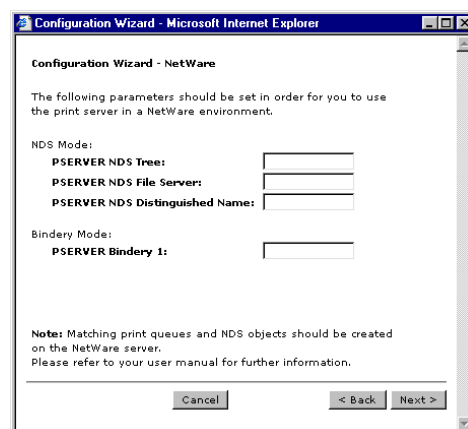 Configuration Wizard - Microsoft Internet Explorer
Configuration Wizard - NetWare
The following parameters should be set in order for you to use
the print server in a NetWare environment.
NDS Mode:
PSERVER NDS Tree:
PSERVER NDS File Server:
PSERVER NDS Distinguished Name:
Bindery Mode:
PSERVER Bindery 1:
Note: Matching print queues and NDS objects should be created
on the NetWare server.
Please refer to your user manual for further information.
Cancel < Back Next >